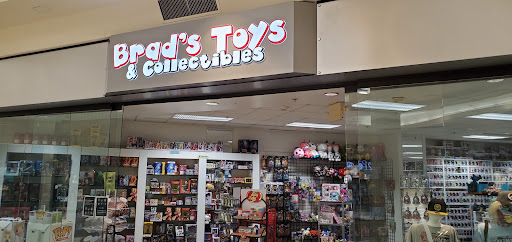 Brad's Toys
& Collectibles